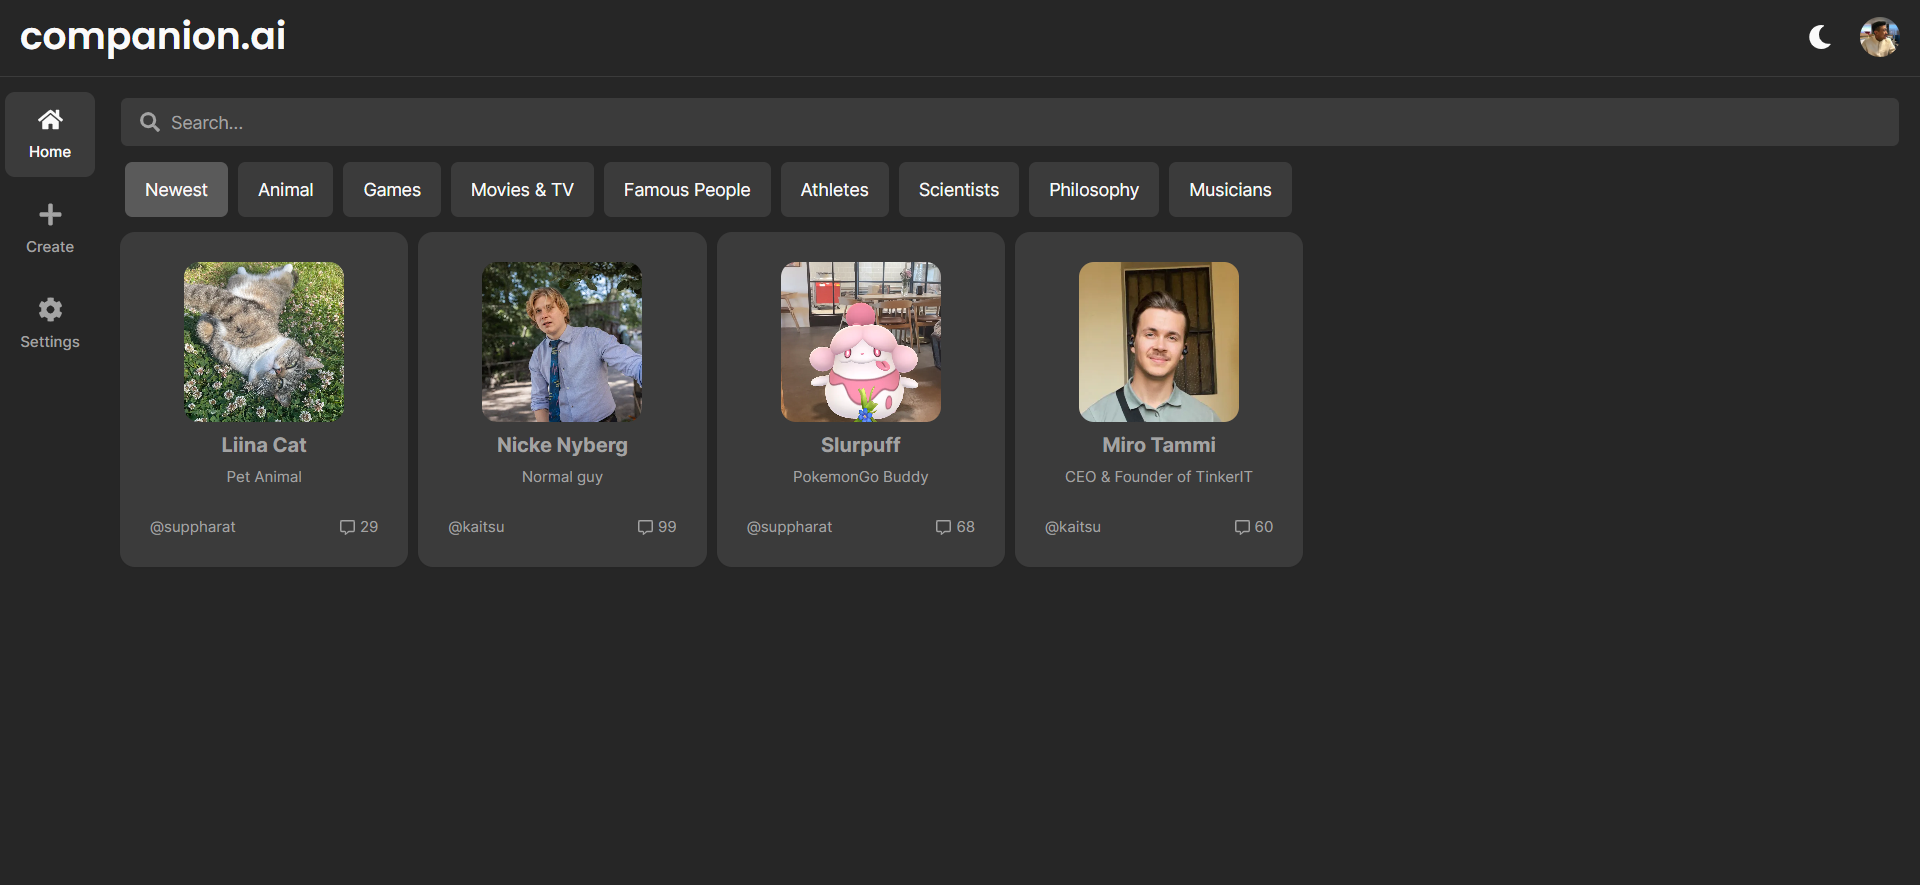 companion.ai
Home
Create
Settings
Search...
Newest
Animal
Games
Movies & TV
Famous People
Athletes
Scientists
Philosophy
Musicians
Liina Cat
Pet Animal
@suppharat
29
Nicke Nyberg
Normal guy
@kaitsu
99
Slurpuff
PokemonGo Buddy
@suppharat
68
Miro Tammi
CEO & Founder of TinkerIT
@kaitsu
60